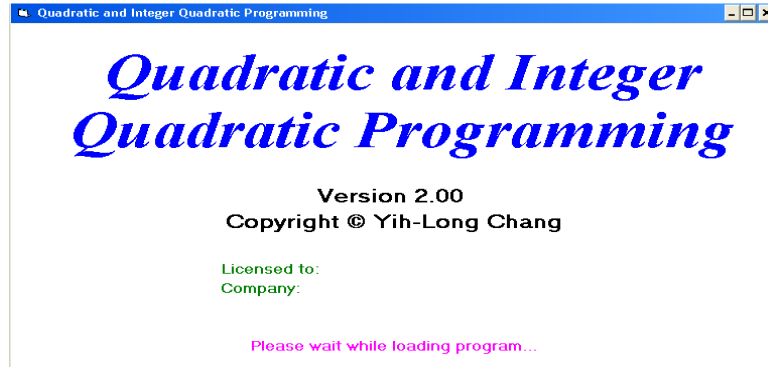 Quadratic and Integer Quadratic Programming
Quadratic and Integer
Quadratic Programming
Version 2.00
Copyright © Yih-Long Chang
Licensed to:
Company:
Please wait while loading program...